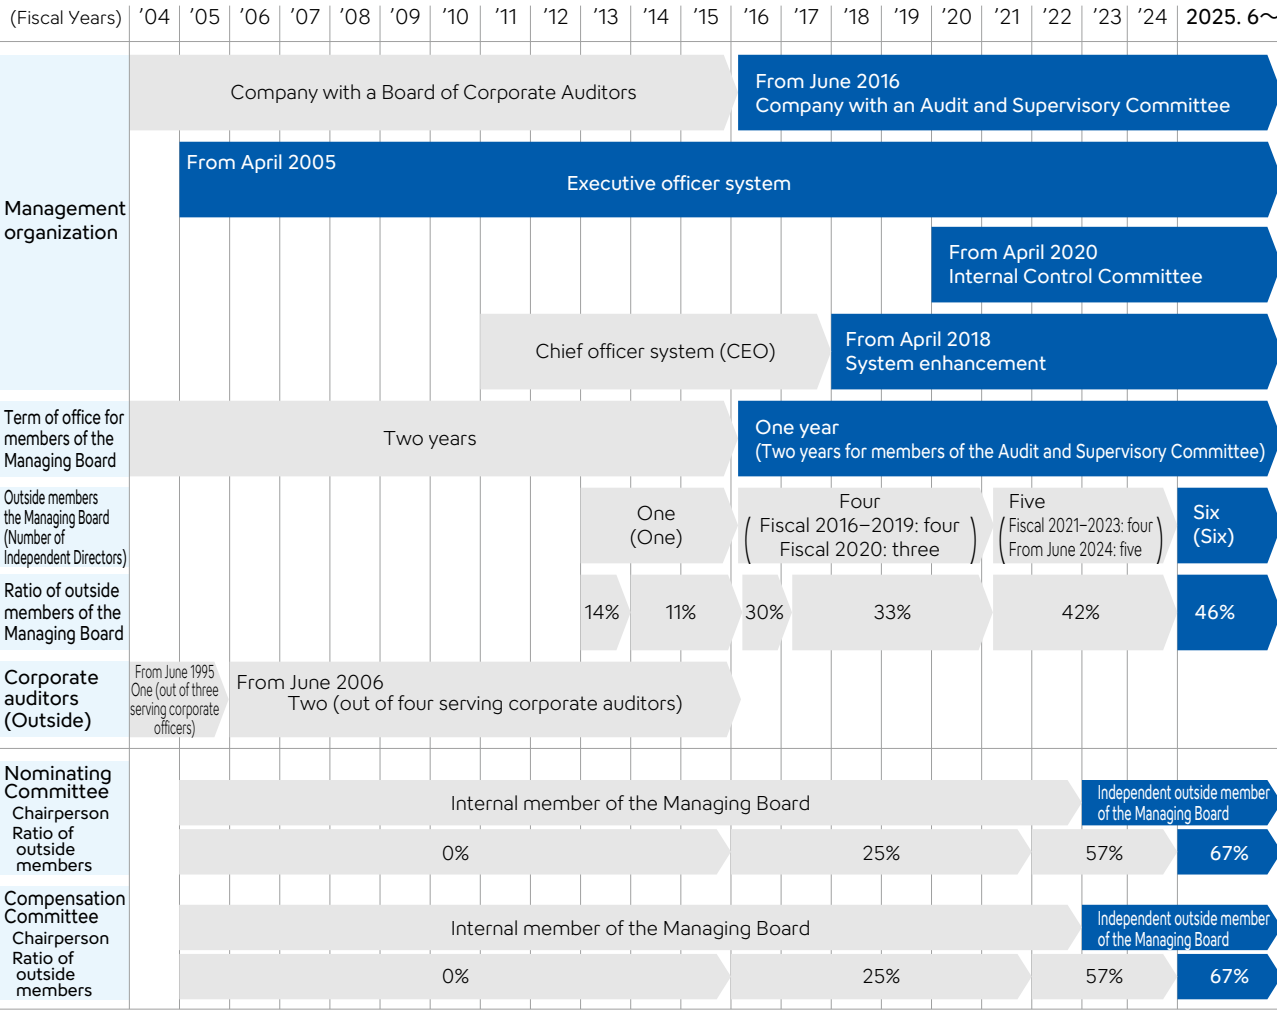 (Fiscal Years) ’04 ’05 ’06 ’07 ’08 ’09 ’10 ’11 ’12 ’13 ’14 ’15 ’16 ’17 ’18 ’19 ’20 ’21 ’22 ’23 ’24 2025. 6～
Management
organization
Company with a Board of Corporate Auditors
From June 2016
Company with an Audit and Supervisory Committee
From April 2005
Executive officer system
From April 2020
Internal Control Committee
Chief officer system (CEO)
From April 2018
System enhancement
Term of office for
members of the
Managing Board
Two years
One year
(Two years for members of the Audit and Supervisory Committee)
Outside members
the Managing Board
(Number of
Independent Directors)
One
(One)
Four
(Fiscal 2016–2019: four
Fiscal 2020: three)
Five
(Fiscal 2021–2023: four
From June 2024: five)
Six
(Six)
Ratio of outside
members of the
Managing Board
14%
11%
30%
33%
42%
46%
Corporate
auditors
(Outside)
From June 1995
One (out of three
serving corporate
officers)
From June 2006
Two (out of four serving corporate auditors)
Nominating
Committee
Chairperson
Internal member of the Managing Board
Independent outside member
of the Managing Board
Ratio of
outside
members
0%
25%
57%
67%
Compensation
Committee
Chairperson
Internal member of the Managing Board
Independent outside member
of the Managing Board
Ratio of
outside
members
0%
25%
57%
67%